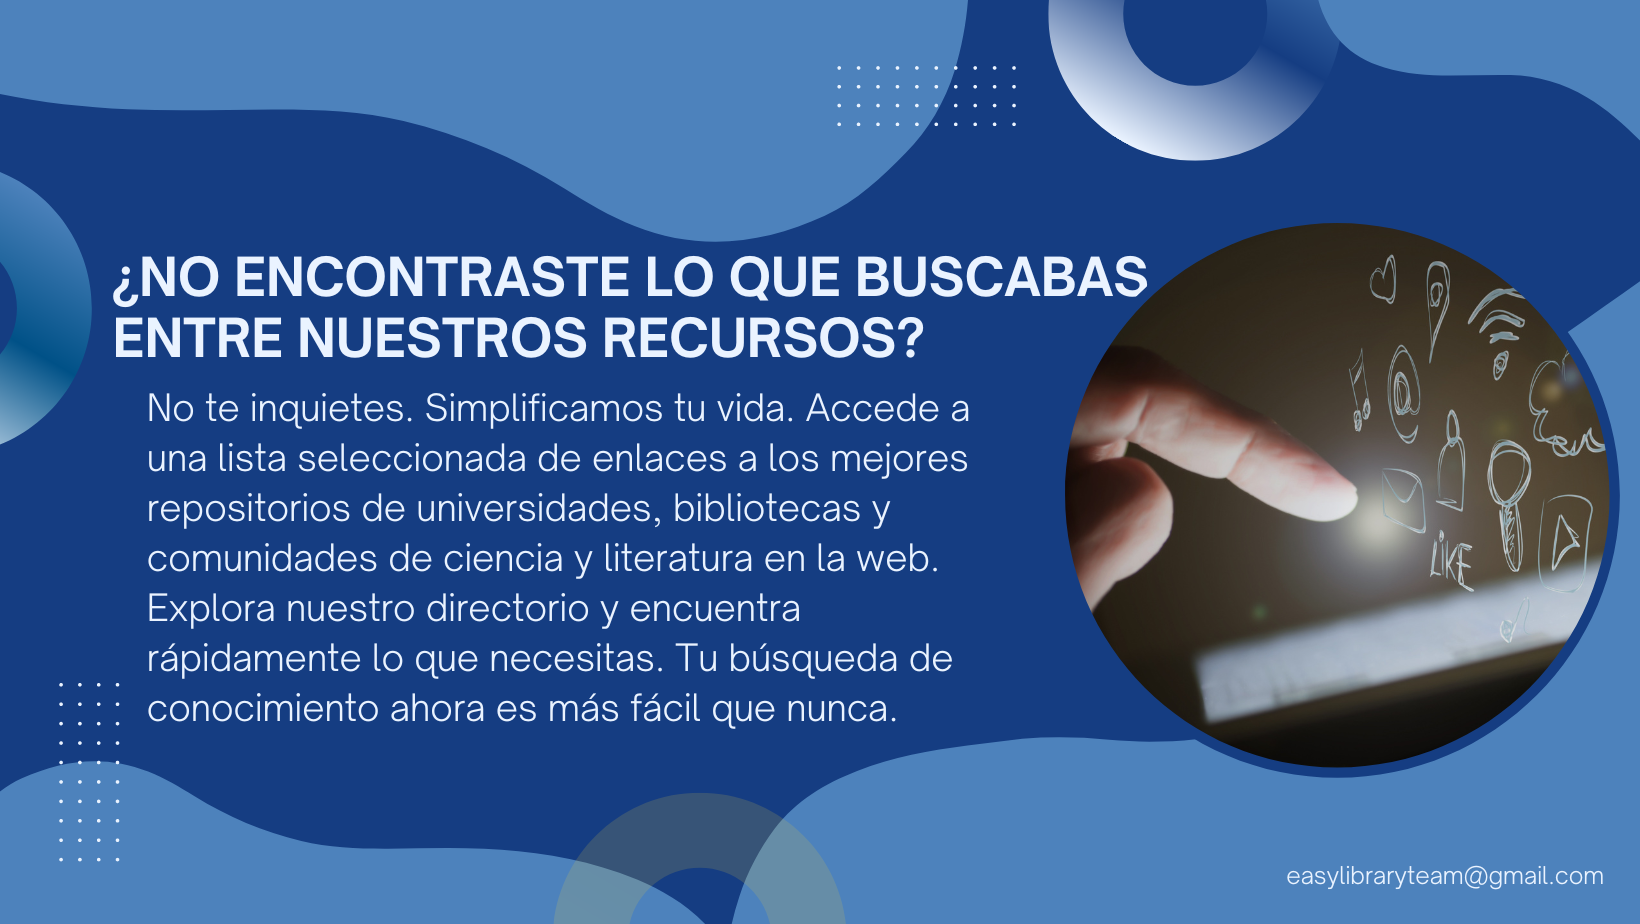 ¿NO ENCONTRASTE LO QUE BUSCABAS
ENTRE NUESTROS RECURSOS?
No te inquietes. Simplificamos tu vida. Accede a
una lista seleccionada de enlaces a los mejores
repositorios de universidades, bibliotecas y
comunidades de ciencia y literatura en la web.
Explora nuestro directorio y encuentra
rápidamente lo que necesitas. Tu búsqueda de
conocimiento ahora es más fácil que nunca.
@
LiKE
easylibraryteam@gmail.com